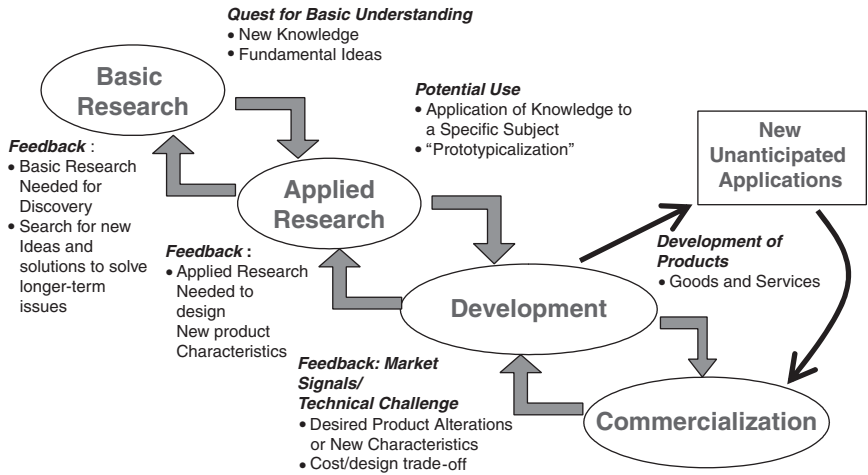 Quest for Basic Understanding
• New Knowledge
• Fundamental Ideas
Basic
Research
Potential Use
• Application of Knowledge to
a Specific Subject
• “Prototypicalization”
New
Unanticipated
Applications
Feedback :
• Basic Research
Needed for
Discovery
• Search for new
Ideas and
solutions to solve
longer-term
issues
Applied
Research
Feedback :
• Applied Research
Needed to
design
New product
Characteristics
Development of
Products
• Goods and Services
Development
Feedback: Market
Signals/
Technical Challenge
• Desired Product Alterations
or New Characteristics
• Cost/design trade-off
Commercialization